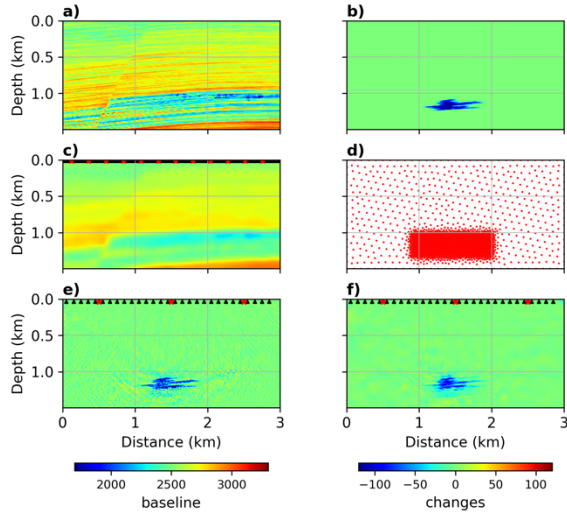 a)
b)
0.0
0.5
1.0
Depth (km)
c)
d)
0.0
0.5
1.0
Depth (km)
e)
f)
0.0
0.5
1.0
Depth (km)
0 1 2 3
0 1 2 3
Distance (km)
Distance (km)
2000 2500 3000
−100 −50 0 50 100
baseline
changes